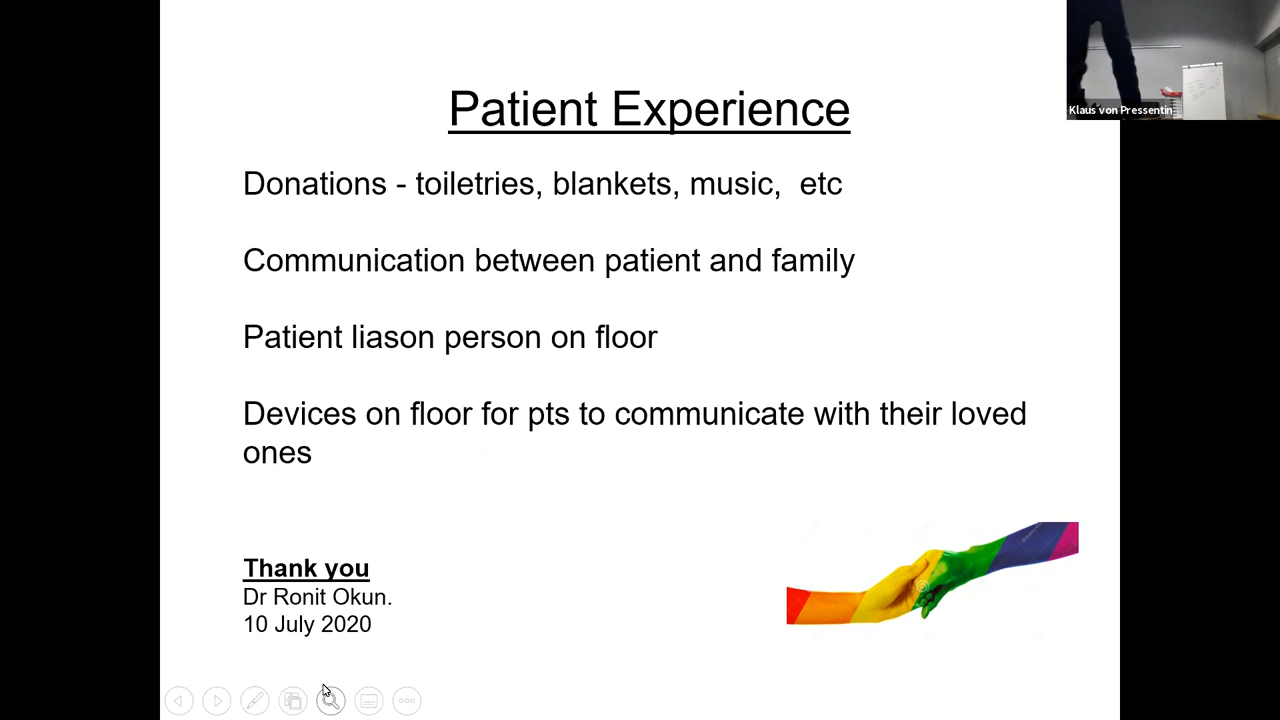 Patient Experience
Donations - toiletries, blankets, music,  etc
Communication between patient and family
Patient liason person on floor
Devices on floor for pts to communicate with their loved
ones
Thank you
Dr Ronit Okun.
10 July 2020
Klaus von Pressentin